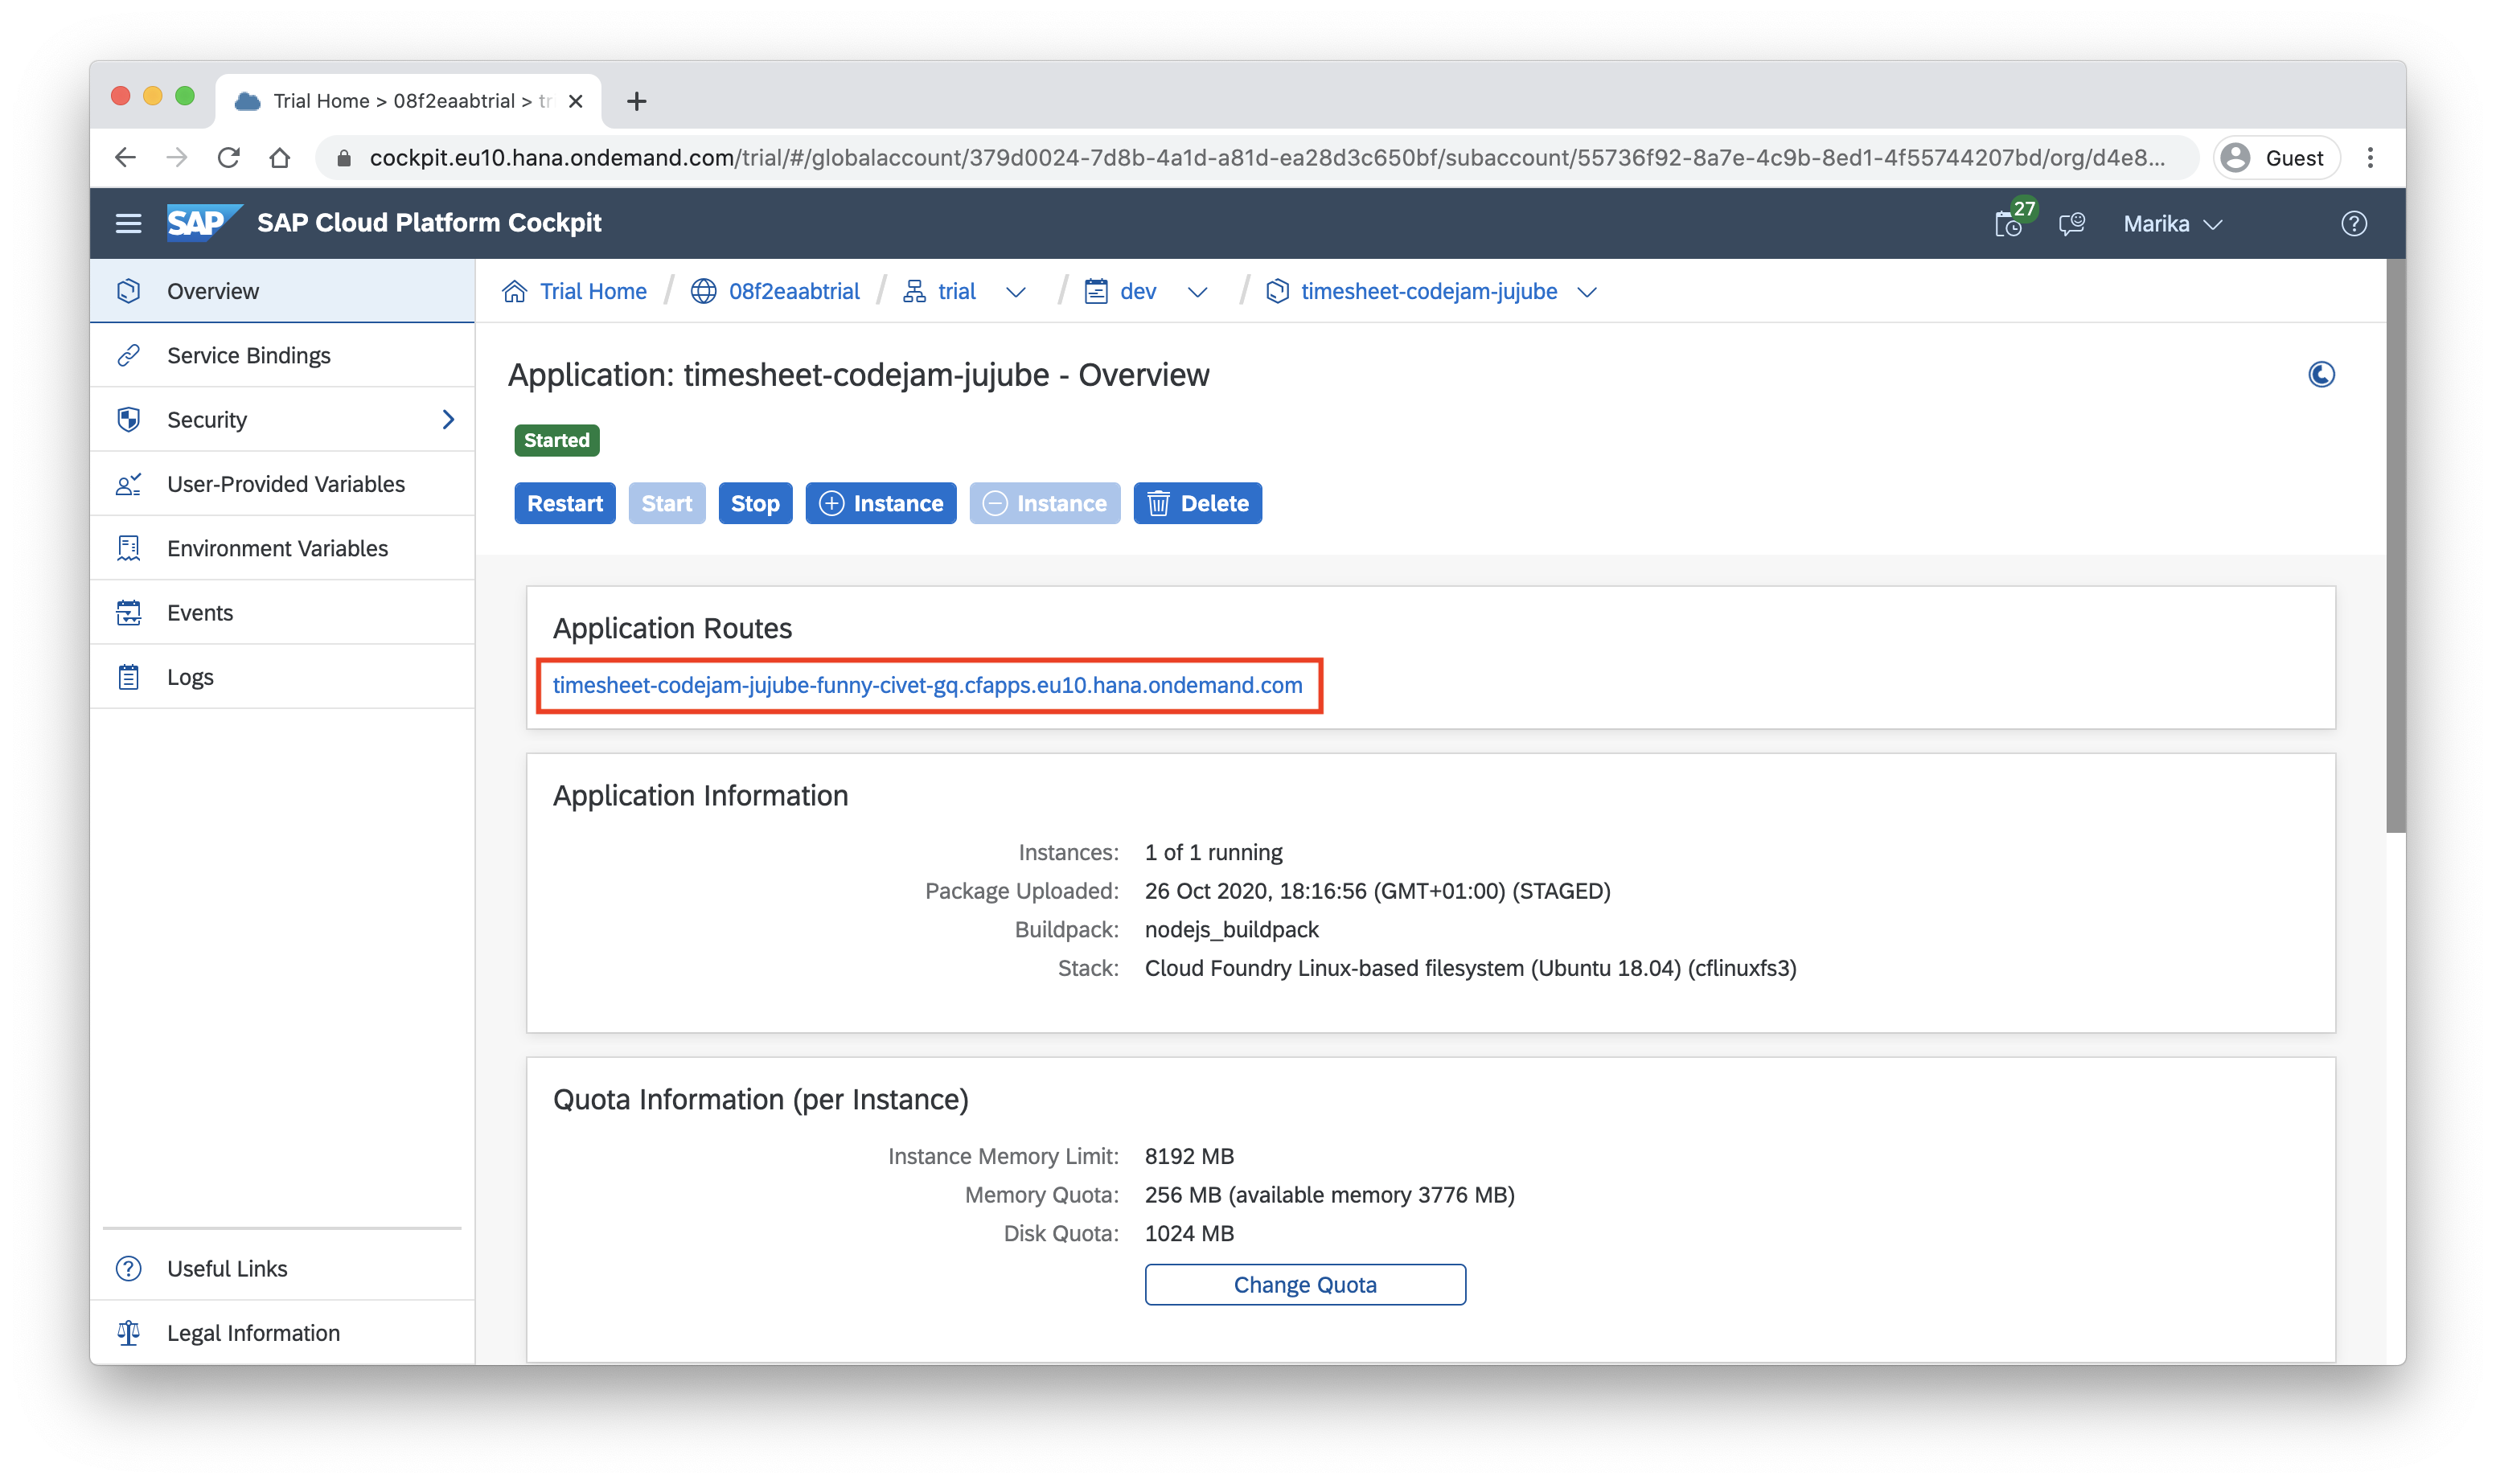 Trial Home > 08f2eaabtrial > tr
cockpit.eu10.hana.ondemand.com/trial/#/globalaccount/379d0024-7d8b-4a1d-a81d-ea28d3c650bf/subaccount/55736f92-8a7e-4c9b-8ed1-4f55744207bd/org/d4e8...
Guest
SAP SAP Cloud Platform Cockpit
27
Marika
Overview
Service Bindings
Security
User-Provided Variables
Environment Variables
Events
Logs
Useful Links
Legal Information
Trial Home / 08f2eaabtrial / trial / dev / timesheet-codejam-jujube
Application: timesheet-codejam-jujube - Overview
Started
Restart Start Stop Instance Instance Delete
Application Routes
timesheet-codejam-jujube-funny-civet-gq.cfapps.eu10.hana.ondemand.com
Application Information
Instances: 1 of 1 running
Package Uploaded: 26 Oct 2020, 18:16:56 (GMT+01:00) (STAGED)
Buildpack: nodejs_buildpack
Stack: Cloud Foundry Linux-based filesystem (Ubuntu 18.04) (cflinuxfs3)
Quota Information (per Instance)
Instance Memory Limit: 8192 MB
Memory Quota: 256 MB (available memory 3776 MB)
Disk Quota: 1024 MB
Change Quota